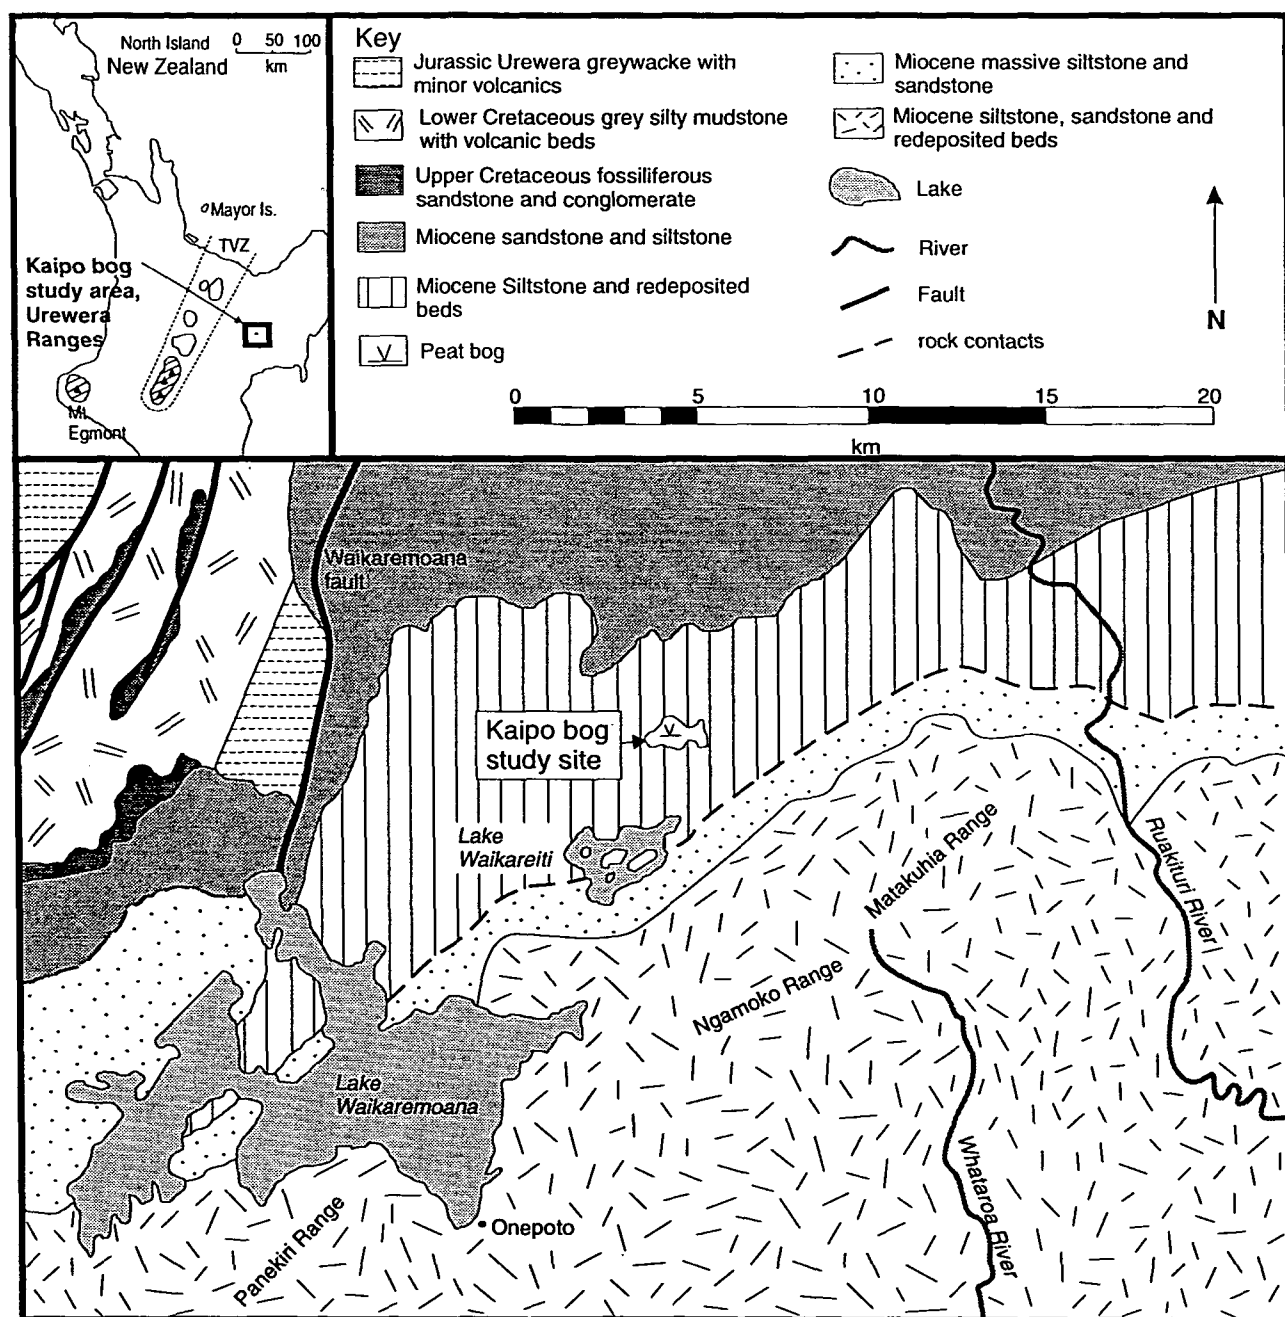 North Island
New Zealand
0 50 100
km
Mayor Is.
TVZ
Kaipo bog
study area,
Urewera
Ranges
Mt.
Egmont
Key
Jurassic Urewera greywacke with
minor volcanics
Lower Cretaceous grey silty mudstone
with volcanic beds
Upper Cretaceous fossiliferous
sandstone and conglomerate
Miocene sandstone and siltstone
Miocene Siltstone and redeposited
beds
V
Peat bog
Miocene massive siltstone and
sandstone
Miocene siltstone, sandstone and
redeposited beds
Lake
River
Fault
rock contacts
N
0 5 10 15 20
km
Waikaremoana
fault
Kaipo bog
study site
V
Lake
Waikareiti
Matakuhia Range
Ruakituri River
Ngamoko Range
Lake
Waikaremoana
Whataroa River
Onepoto
Panekiri Range